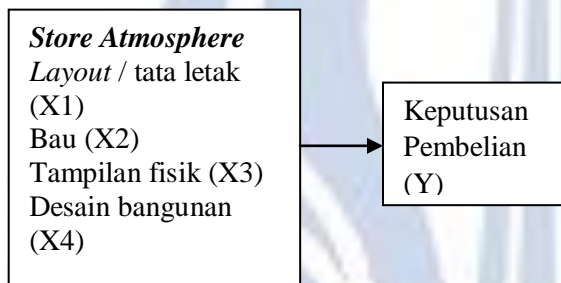 Store Atmosphere
Layout / tata letak
(X1)
Bau (X2)
Tampilan fisik (X3)
Desain bangunan
(X4)
Keputusan
Pembelian
(Y)